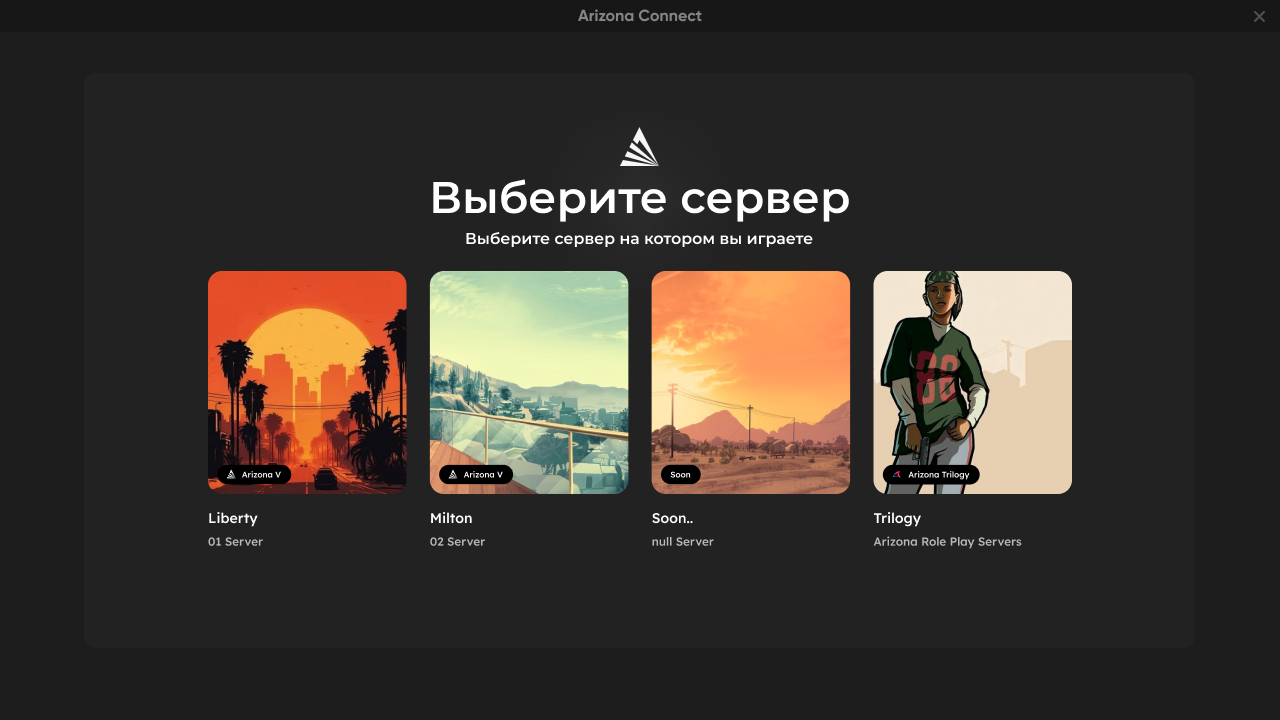 Arizona Connect
Выберите сервер
Выберите сервер на котором вы играете
Arizona V
Arizona V
Soon
88
Arizona Trilogy
Liberty
Milton
Soon..
Trilogy
01 Server
02 Server
null Server
Arizona Role Play Servers